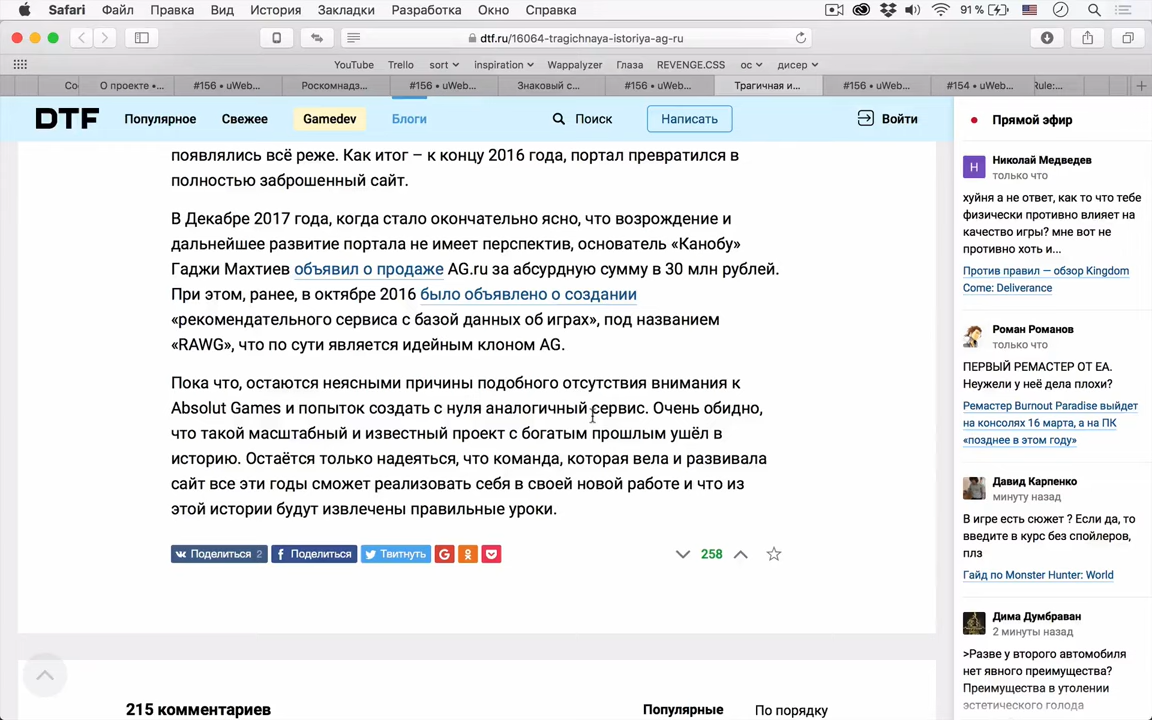 Safari Файл Правка Вид История Закладки Разработка Окно Справка 91 %
dtf.ru/16064-tragichnaya-istoriya-ag-ru
YouTube Trello sort inspiration Wappalyzer Глаза REVENGE.CSS ос дисер
Со О проекте •... #156 • uWeb... Роскомнадз... #156 • uWeb... Знаковый с... #156 • uWeb... Трагичная и... #156 • uWeb... #154 • uWeb... Rule:...
DTF Популярное Свежее Gamedev Блоги Поиск Написать Войти
появлялись всё реже. Как итог – к концу 2016 года, портал превратился в
полностью заброшенный сайт.
В Декабре 2017 года, когда стало окончательно ясно, что возрождение и
дальнейшее развитие портала не имеет перспектив, основатель «Канобу»
Гаджи Махтиев объявил о продаже AG.ru за абсурдную сумму в 30 млн рублей.
При этом, ранее, в октябре 2016 было объявлено о создании
«рекомендательного сервиса с базой данных об играх», под названием
«RAWG», что по сути является идейным клоном AG.
Пока что, остаются неясными причины подобного отсутствия внимания к
Absolut Games и попыток создать с нуля аналогичный сервис. Очень обидно,
что такой масштабный и известный проект с богатым прошлым ушёл в
историю. Остаётся только надеяться, что команда, которая вела и развивала
сайт все эти годы сможет реализовать себя в своей новой работе и что из
этой истории будут извлечены правильные уроки.
Поделиться 2 Поделиться Твитнуть 258
215 комментариев Популярные По порядку
Прямой эфир
Н
Николай Медведев
только что
хуйня а не ответ, как то что тебе
физически противно влияет на
качество игры? мне вот не
противно хоть и...
Против правил — обзор Kingdom
Come: Deliverance
Роман Романов
только что
ПЕРВЫЙ РЕМАСТЕР ОТ EA.
Неужели у неё дела плохи?
Ремастер Burnout Paradise выйдет
на консолях 16 марта, а на ПК
«позднее в этом году»
Давид Карпенко
минуту назад
В игре есть сюжет ? Если да, то
введите в курс без спойлеров,
плз
Гайд по Monster Hunter: World
Дима Думбраван
2 минуты назад
>Разве у второго автомобиля
нет явного преимущества?
Преимущества в утолении
эстетического голода